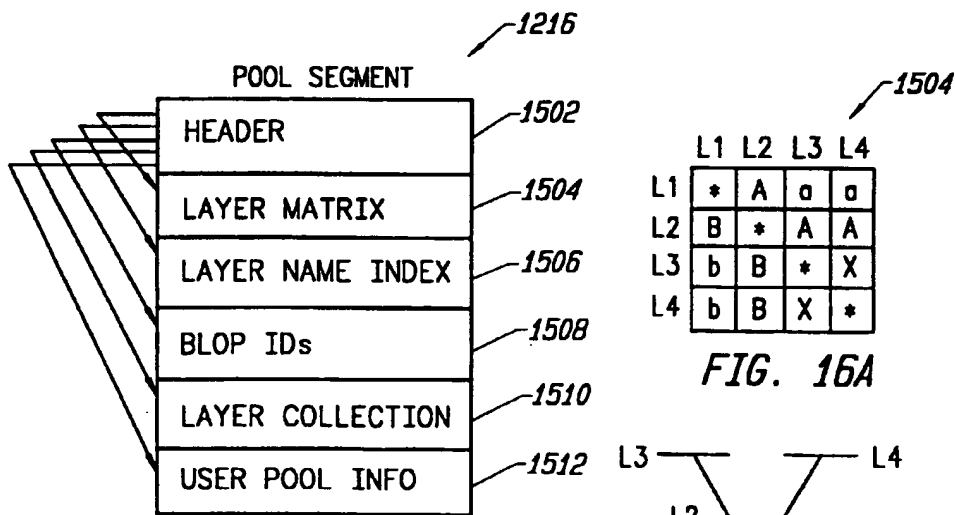 1216
POOL SEGMENT
HEADER
1502
LAYER MATRIX
1504
LAYER NAME INDEX
1506
BLOP IDs
1508
LAYER COLLECTION
1510
USER POOL INFO
1512
1504
L1 L2 L3 L4
L1 * A a a
L2 B * A A
L3 b B * X
L4 b B X *
FIG. 16A
L3 L4
L2